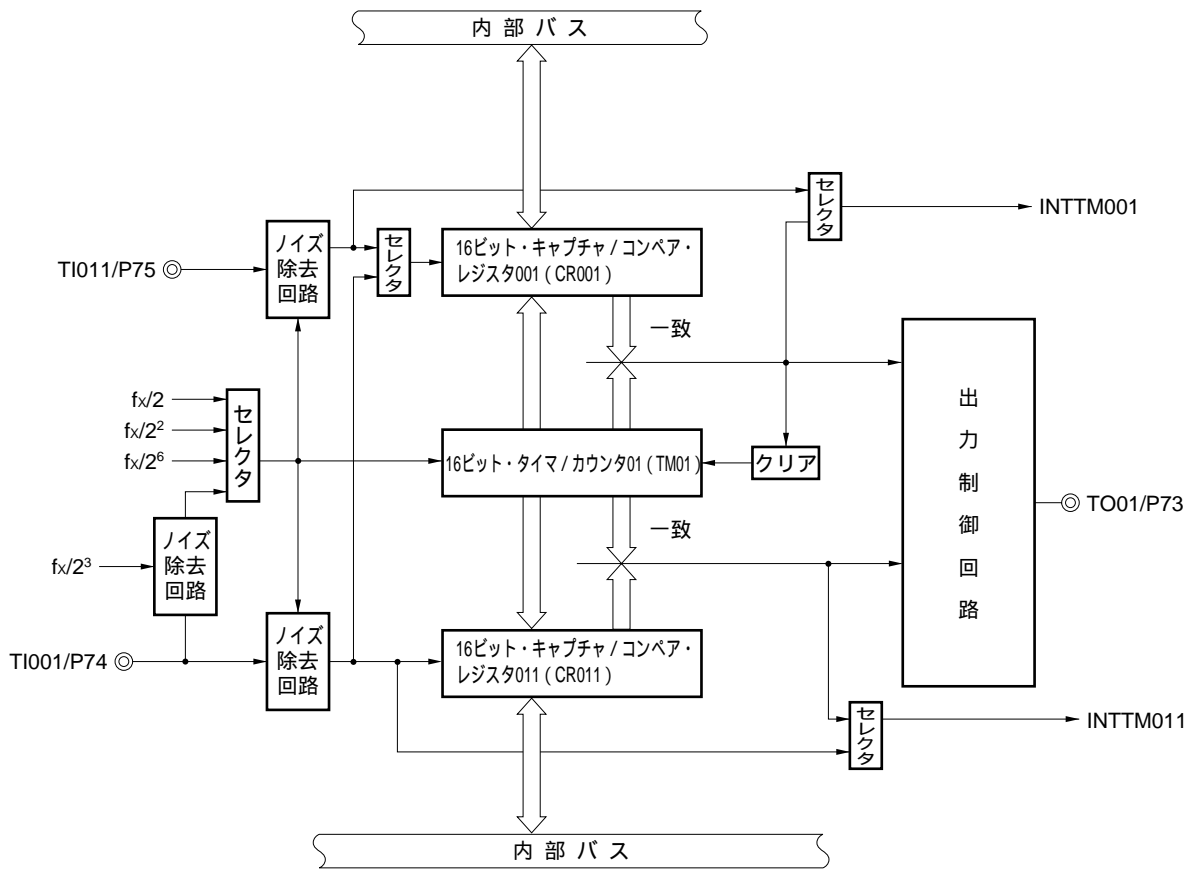 内部バス
セレクタ
INTTM001
ノイズ
除去
回路
セレクタ
16ビット・キャプチャ/コンペア・
レジスタ001(CR001)
TI011/P75
一致
fx/2
fx/2²
fx/2⁶
セレクタ
16ビット・タイマ/カウンタ01(TM01)
クリア
出力制御回路
TO01/P73
ノイズ
除去
回路
fx/2³
一致
ノイズ
除去
回路
16ビット・キャプチャ/コンペア・
レジスタ011(CR011)
TI001/P74
セレクタ
INTTM011
内部バス